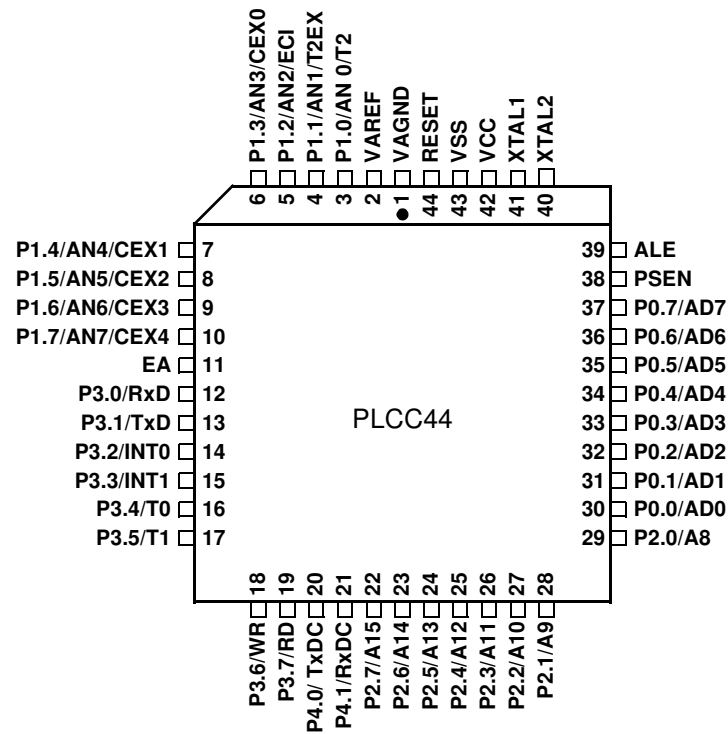 P1.3/AN3/CEX0
P1.2/AN2/ECI
P1.1/AN1/T2EX
P1.0/AN 0/T2
VAREF
VAGND
RESET
VSS
VCC
XTAL1
XTAL2
6 5 4 3 2 1 44 43 42 41 40
P1.4/AN4/CEX1 7
P1.5/AN5/CEX2 8
P1.6/AN6/CEX3 9
P1.7/AN7/CEX4 10
EA 11
P3.0/RxD 12
P3.1/TxD 13
P3.2/INT0 14
P3.3/INT1 15
P3.4/T0 16
P3.5/T1 17
PLCC44
39 ALE
38 PSEN
37 P0.7/AD7
36 P0.6/AD6
35 P0.5/AD5
34 P0.4/AD4
33 P0.3/AD3
32 P0.2/AD2
31 P0.1/AD1
30 P0.0/AD0
29 P2.0/A8
18 19 20 21 22 23 24 25 26 27 28
P3.6/WR
P3.7/RD
P4.0/ TxDC
P4.1/RxDC
P2.7/A15
P2.6/A14
P2.5/A13
P2.4/A12
P2.3/A11
P2.2/A10
P2.1/A9